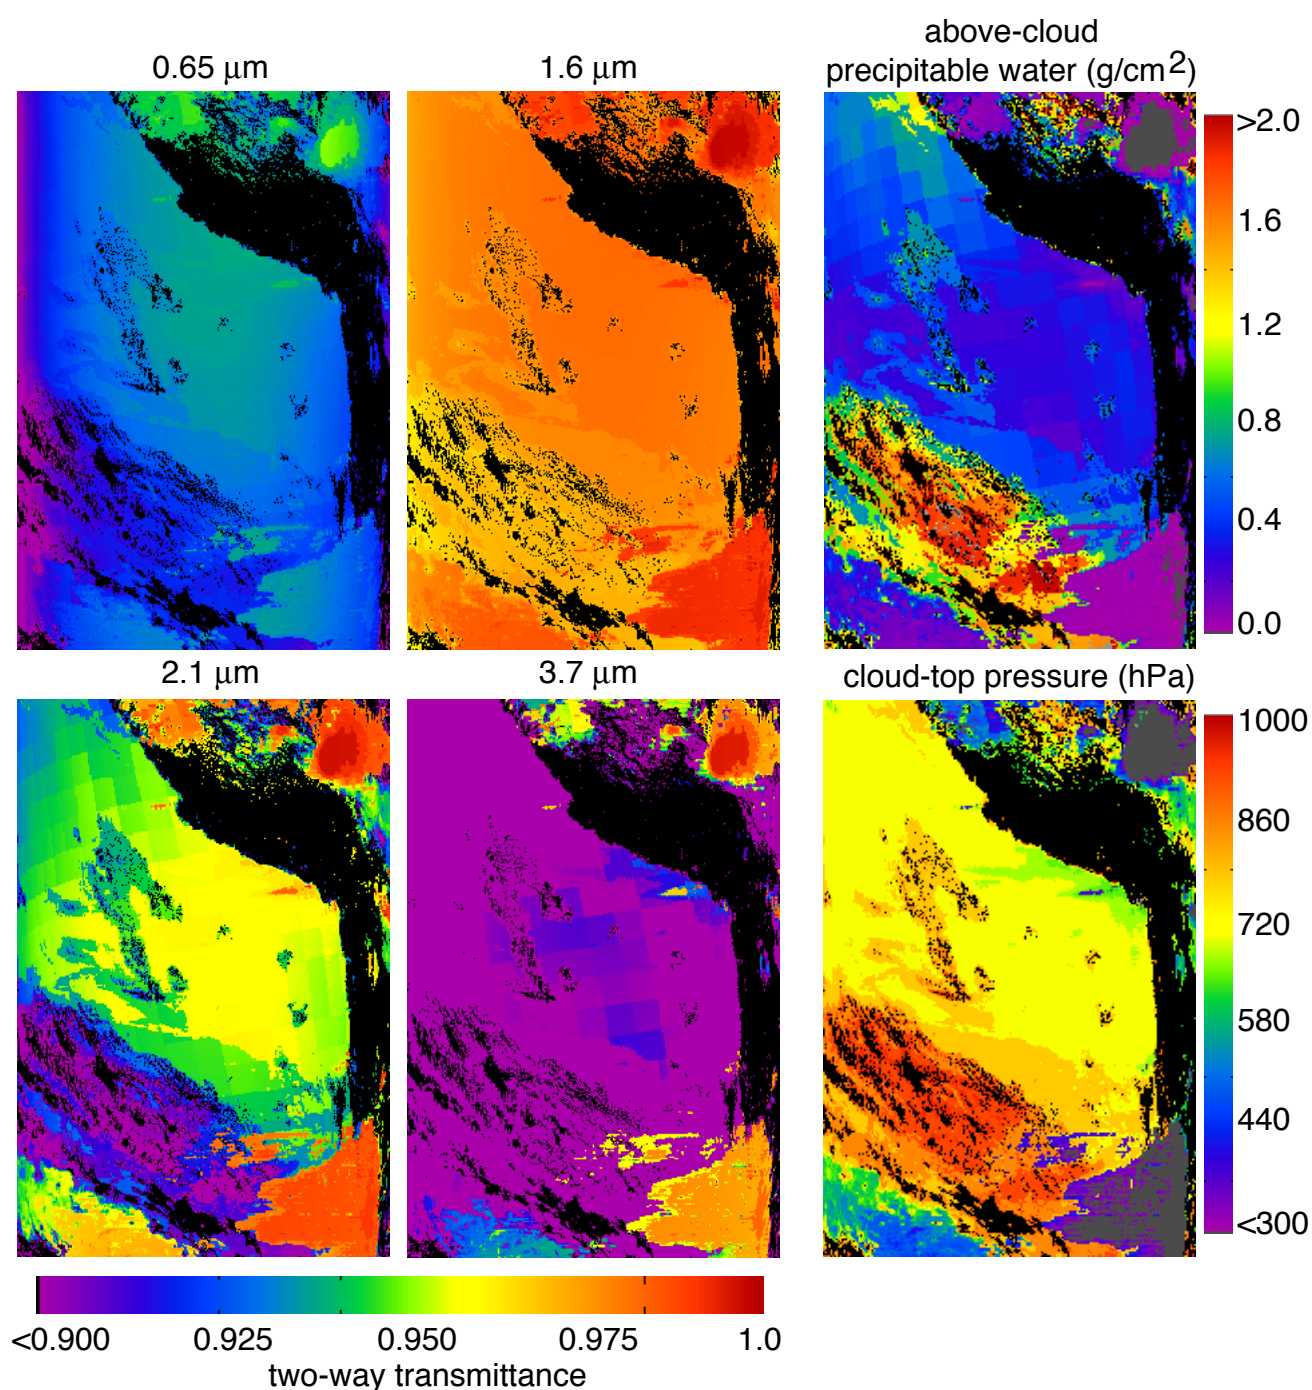 above-cloud
0.65 μm 1.6 μm precipitable water (g/cm2)
>2.0
1.6
1.2
0.8
0.4
0.0
2.1 μm 3.7 μm cloud-top pressure (hPa)
1000
860
720
580
440
<300
<0.900 0.925 0.950 0.975 1.0
two-way transmittance